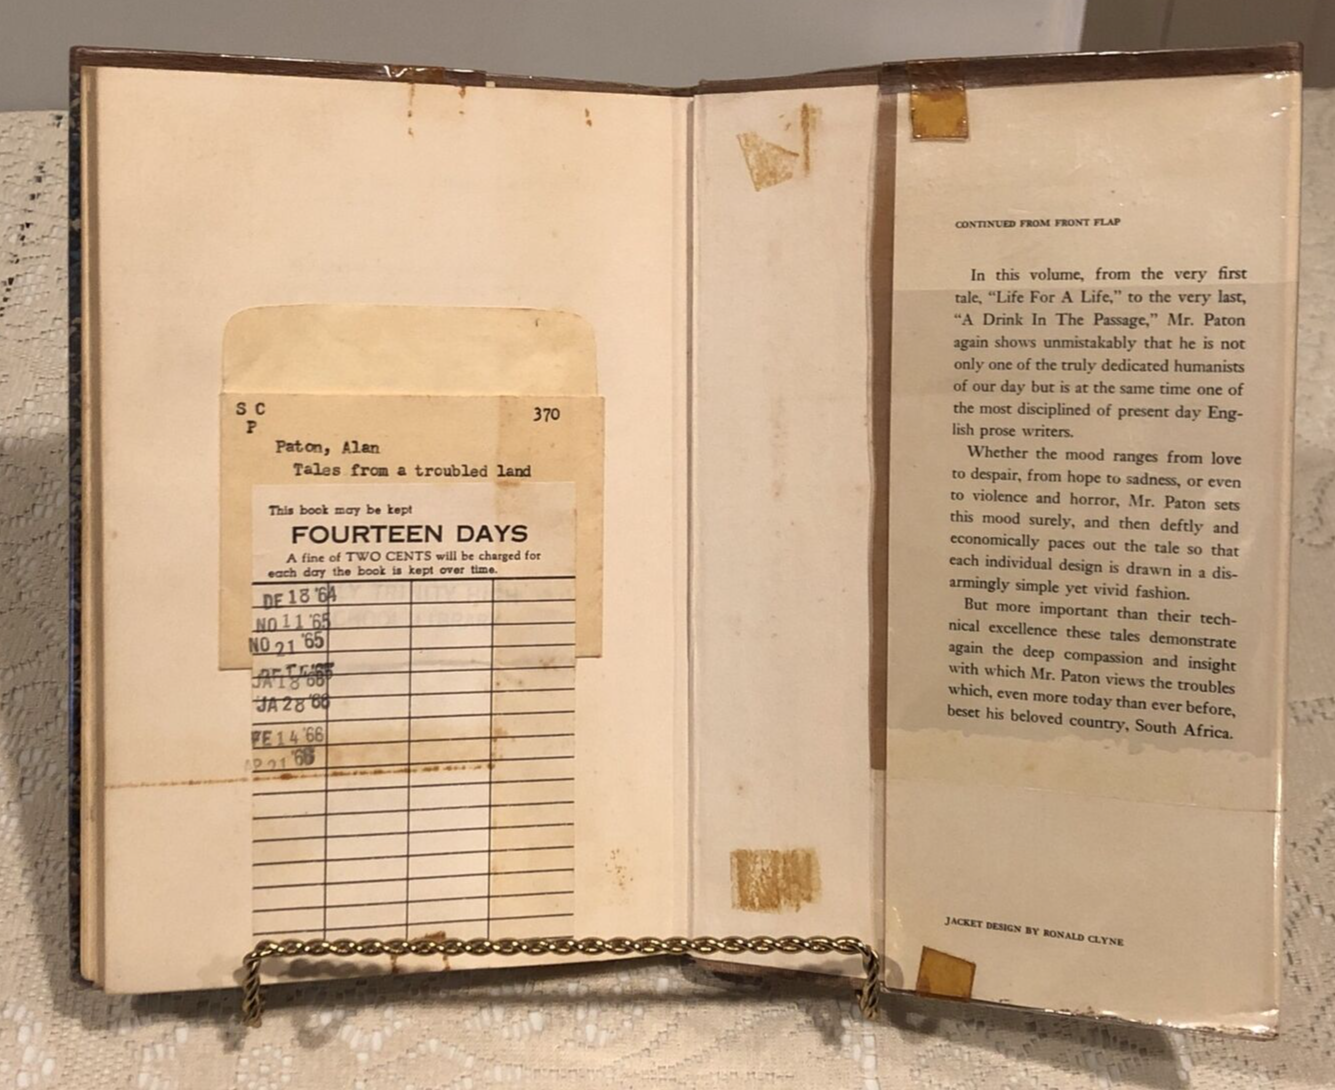 S C 370
P
Paton, Alan
Tales from a troubled land
This book may be kept
FOURTEEN DAYS
A fine of TWO CENTS will be charged for
each day the book is kept over time.
DE 18 '64
NO 11 '65
NO 21 '65
JA 18 '66
JA 28 '66
FE 14 '66
AP 21 '66
CONTINUED FROM FRONT FLAP
In this volume, from the very first
tale, “Life For A Life,” to the very last,
“A Drink In The Passage,” Mr. Paton
again shows unmistakably that he is not
only one of the truly dedicated humanists
of our day but is at the same time one of
the most disciplined of present day Eng-
lish prose writers.
Whether the mood ranges from love
to despair, from hope to sadness, or even
to violence and horror, Mr. Paton sets
this mood surely, and then deftly and
economically paces out the tale so that
each individual design is drawn in a dis-
armingly simple yet vivid fashion.
But more important than their tech-
nical excellence these tales demonstrate
again the deep compassion and insight
with which Mr. Paton views the troubles
which, even more today than ever before,
beset his beloved country, South Africa.
JACKET DESIGN BY RONALD CLYNE